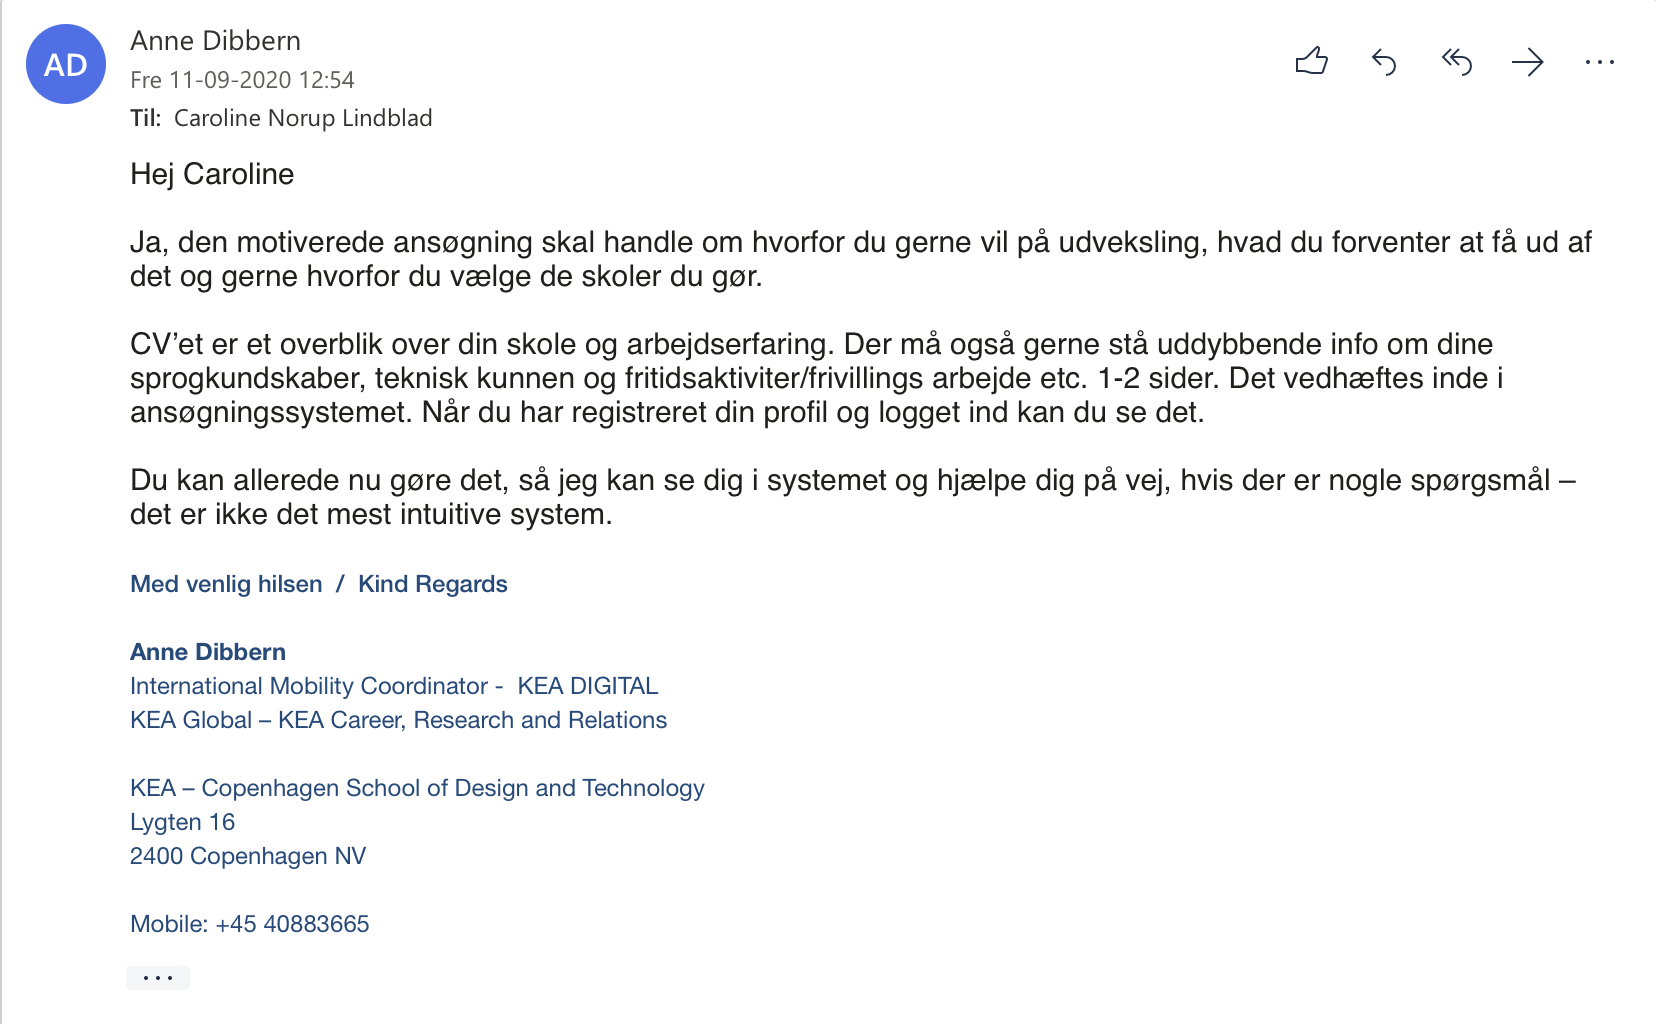 AD
Anne Dibbern
Fre 11-09-2020 12:54
Til: Caroline Norup Lindblad
Hej Caroline
Ja, den motiverede ansøgning skal handle om hvorfor du gerne vil på udveksling, hvad du forventer at få ud af
det og gerne hvorfor du vælge de skoler du gør.
CV’et er et overblik over din skole og arbejdserfaring. Der må også gerne stå uddybbende info om dine
sprogkundskaber, teknisk kunnen og fritidsaktiviter/frivillings arbejde etc. 1-2 sider. Det vedhæftes inde i
ansøgningssystemet. Når du har registreret din profil og logget ind kan du se det.
Du kan allerede nu gøre det, så jeg kan se dig i systemet og hjælpe dig på vej, hvis der er nogle spørgsmål –
det er ikke det mest intuitive system.
Med venlig hilsen / Kind Regards
Anne Dibbern
International Mobility Coordinator - KEA DIGITAL
KEA Global – KEA Career, Research and Relations
KEA – Copenhagen School of Design and Technology
Lygten 16
2400 Copenhagen NV
Mobile: +45 40883665